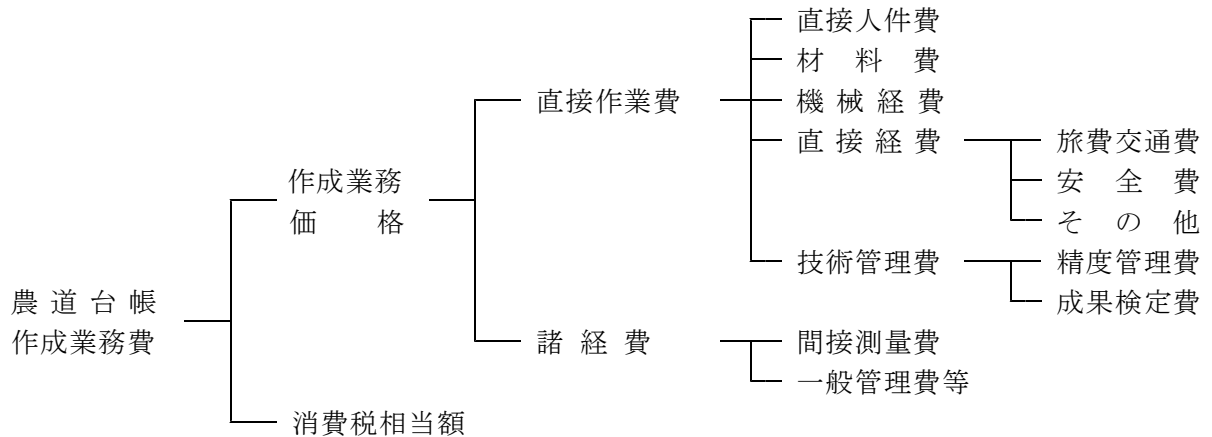 直接人件費
材料費
直接作業費 機械経費
直接経費 旅費交通費
作成業務 安全費
価格 その他
技術管理費 精度管理費
農道台帳 成果検定費
作成業務費 諸経費 間接測量費
一般管理費等
消費税相当額